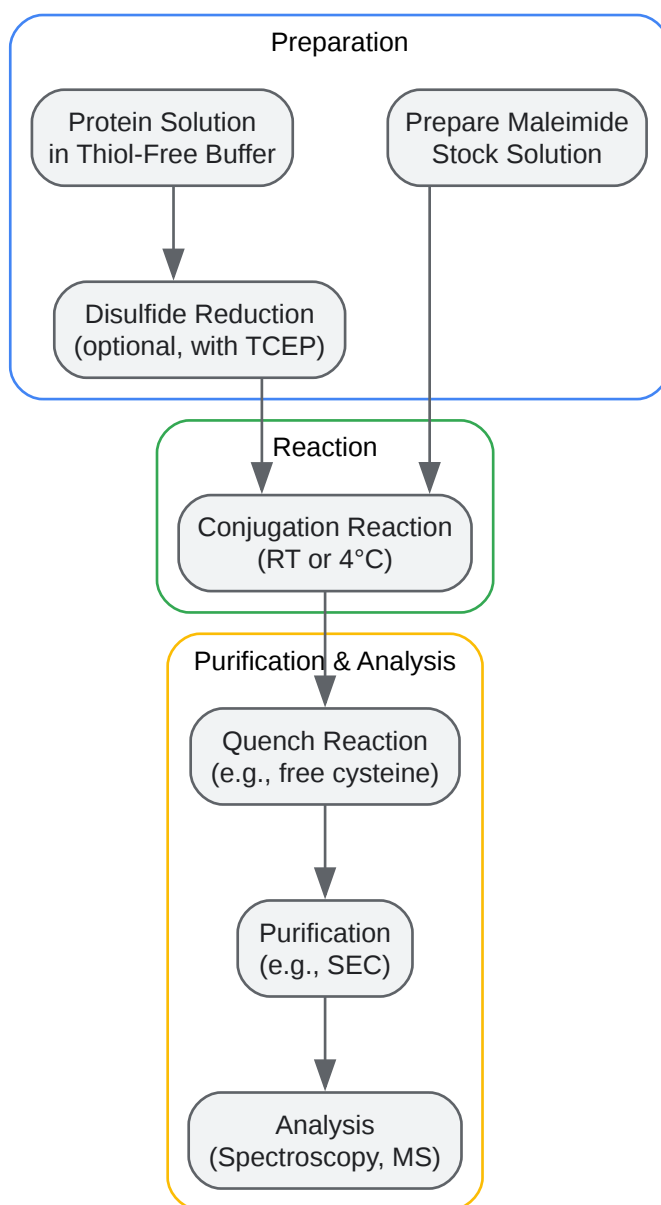 Preparation
Protein Solution
in Thiol-Free Buffer
Prepare Maleimide
Stock Solution
Disulfide Reduction
(optional, with TCEP)
Reaction
Conjugation Reaction
(RT or 4°C)
Purification & Analysis
Quench Reaction
(e.g., free cysteine)
Purification
(e.g., SEC)
Analysis
(Spectroscopy, MS)